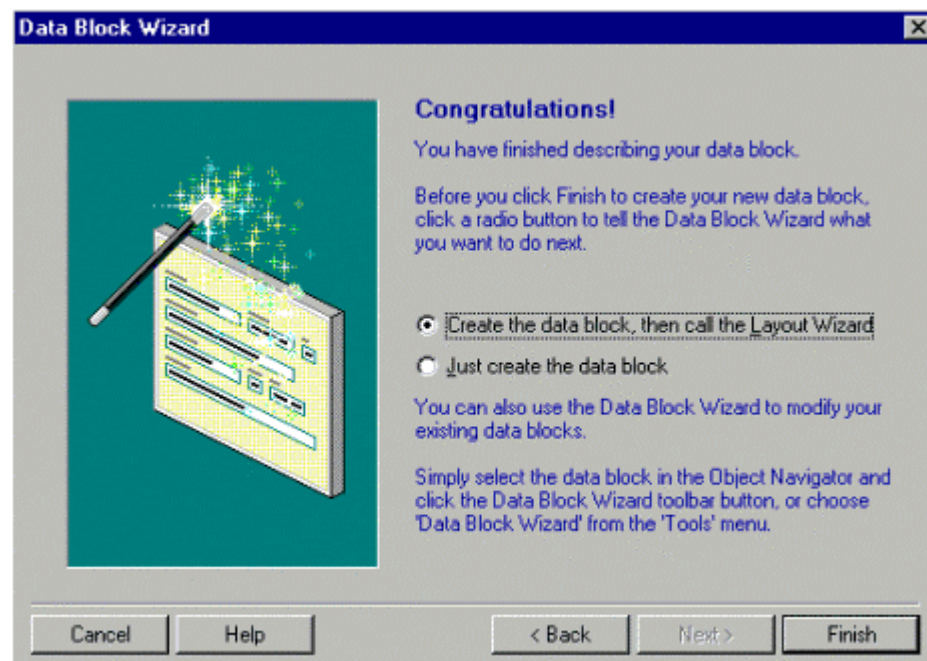 Data Block Wizard
Congratulations!
You have finished describing your data block.
Before you click Finish to create your new data block,
click a radio button to tell the Data Block Wizard what
you want to do next.
Create the data block, then call the Layout Wizard
Just create the data block
You can also use the Data Block Wizard to modify your
existing data blocks.
Simply select the data block in the Object Navigator and
click the Data Block Wizard toolbar button, or choose
'Data Block Wizard' from the 'Tools' menu.
Cancel Help < Back Next > Finish